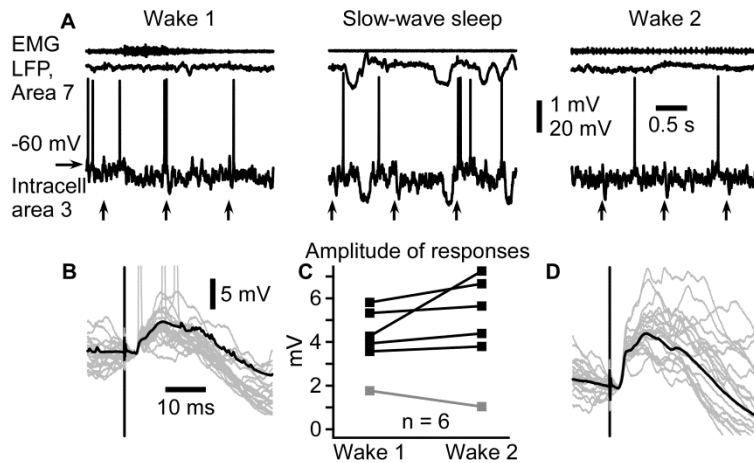 A
Wake 1
Slow-wave sleep
Wake 2
EMG
LFP,
Area 7
1 mV
20 mV
0.5 s
-60 mV
Intracell
area 3
B
5 mV
10 ms
C
Amplitude of responses
6
4
2
0
mV
n = 6
Wake 1
Wake 2
D